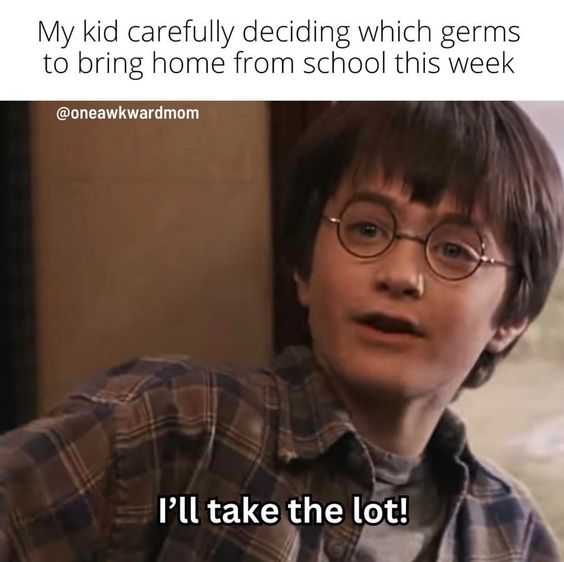 My kid carefully deciding which germs
to bring home from school this week
@oneawkwardmom
I'll take the lot!